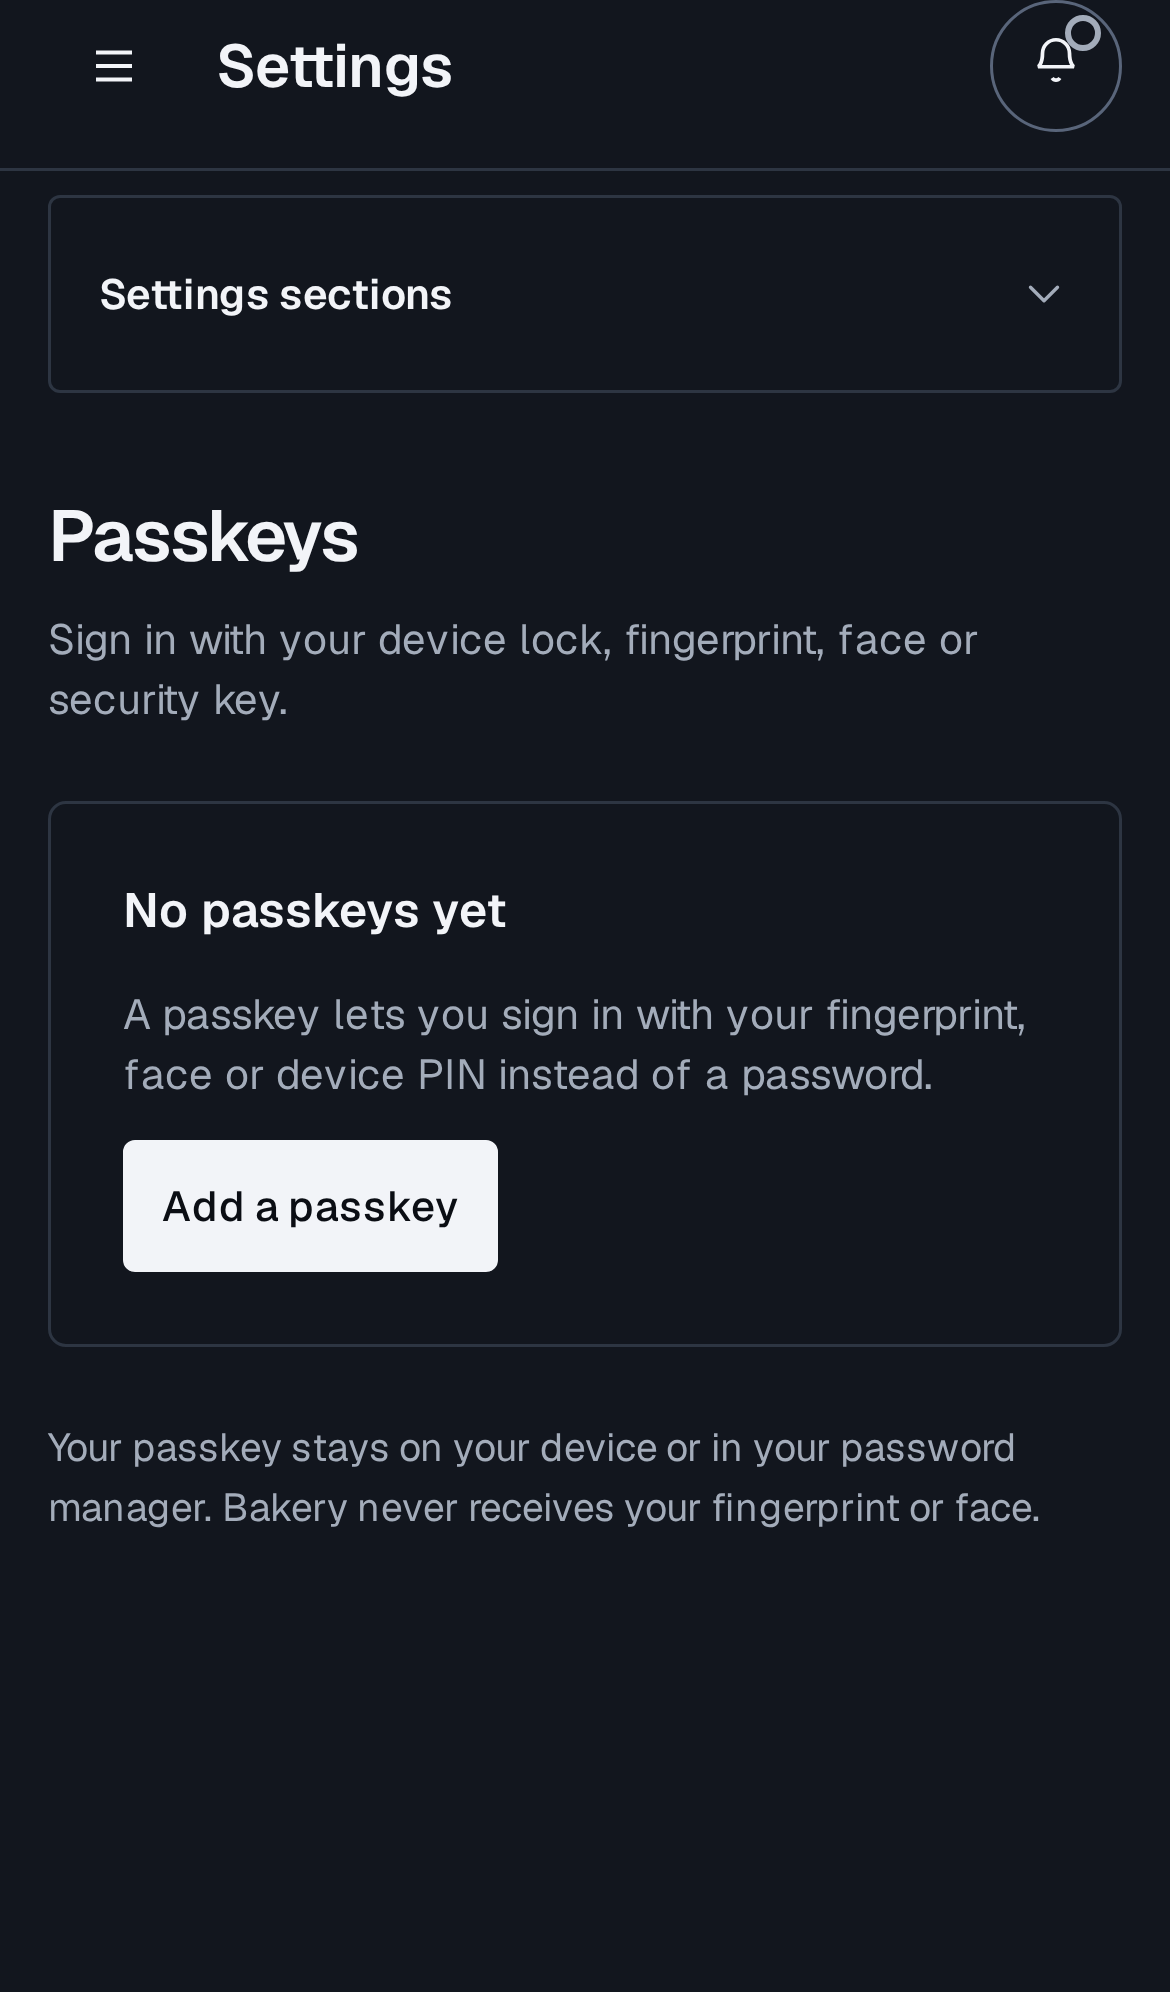 Settings
Settings sections
Passkeys
Sign in with your device lock, fingerprint, face or
security key.
No passkeys yet
A passkey lets you sign in with your fingerprint,
face or device PIN instead of a password.
Add a passkey
Your passkey stays on your device or in your password
manager. Bakery never receives your fingerprint or face.